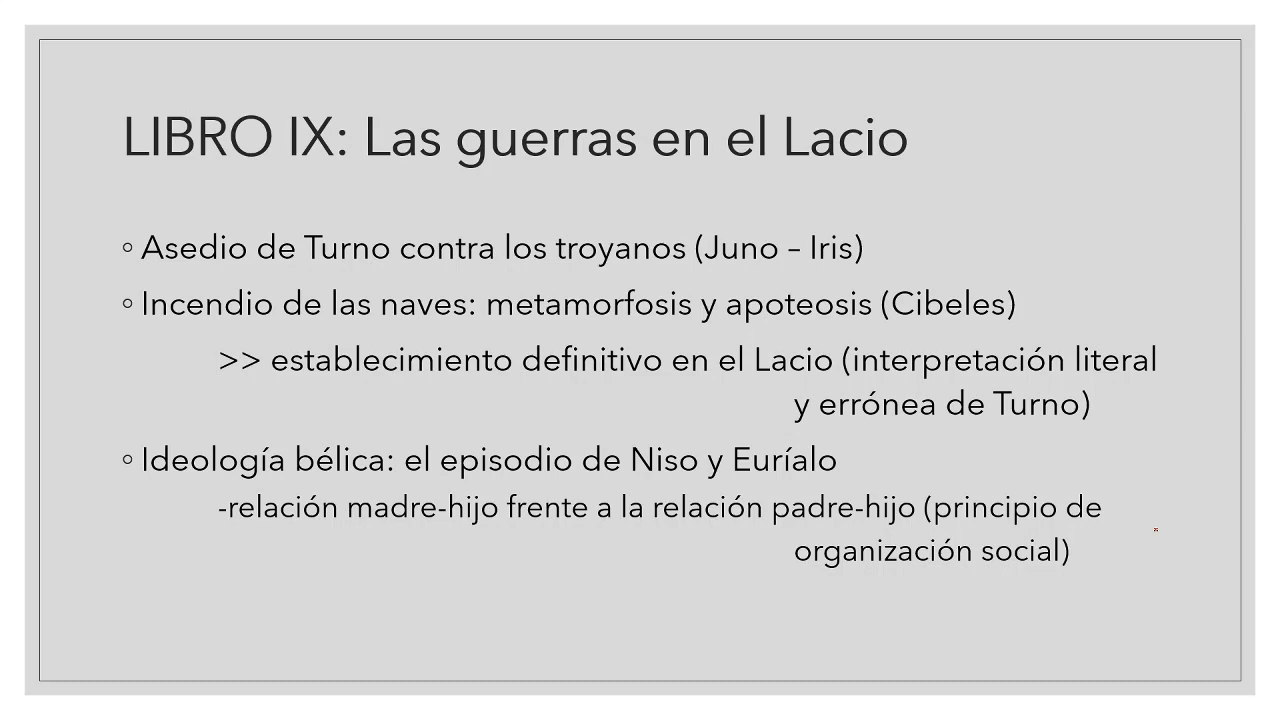 LIBRO IX: Las guerras en el Lacio
◦ Asedio de Turno contra los troyanos (Juno – Iris)
◦ Incendio de las naves: metamorfosis y apoteosis (Cibeles)
>> establecimiento definitivo en el Lacio (interpretación literal
y errónea de Turno)
◦ Ideología bélica: el episodio de Niso y Euríalo
-relación madre-hijo frente a la relación padre-hijo (principio de
organización social)